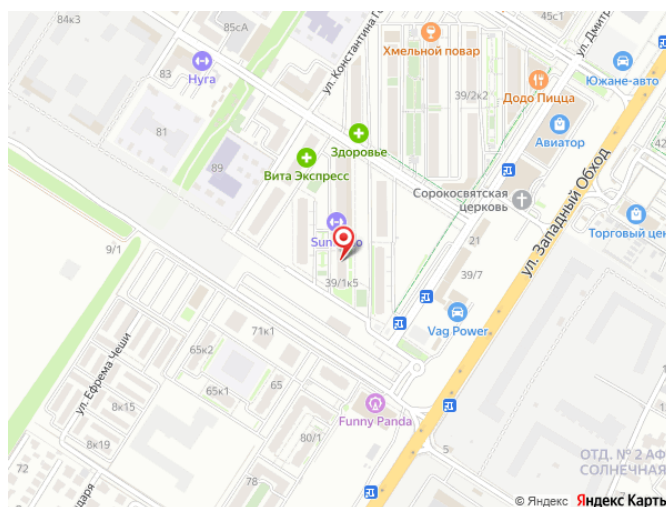 84к3
85сА
ул. Константина Го
Хмельной повар
45с1
ул. Дмитр
Южане-авто
83
Нуга
39/2к2
Додо Пицца
81
Авиатор
Здоровье
42
89
Вита Экспресс
Сорокосвятская
церковь
ул. Западный Обход
Торговый цен
9/1
Sun
21
39/7
39/1к5
Vag Power
71к1
65к2
ул. Ефрема Чеши
65к1
65
8к15
Funny Panda
80/1
8к19
5
72
78
ОТД. № 2 АФ
СОЛНЕЧНАЯ
© Яндекс Яндекс Карты